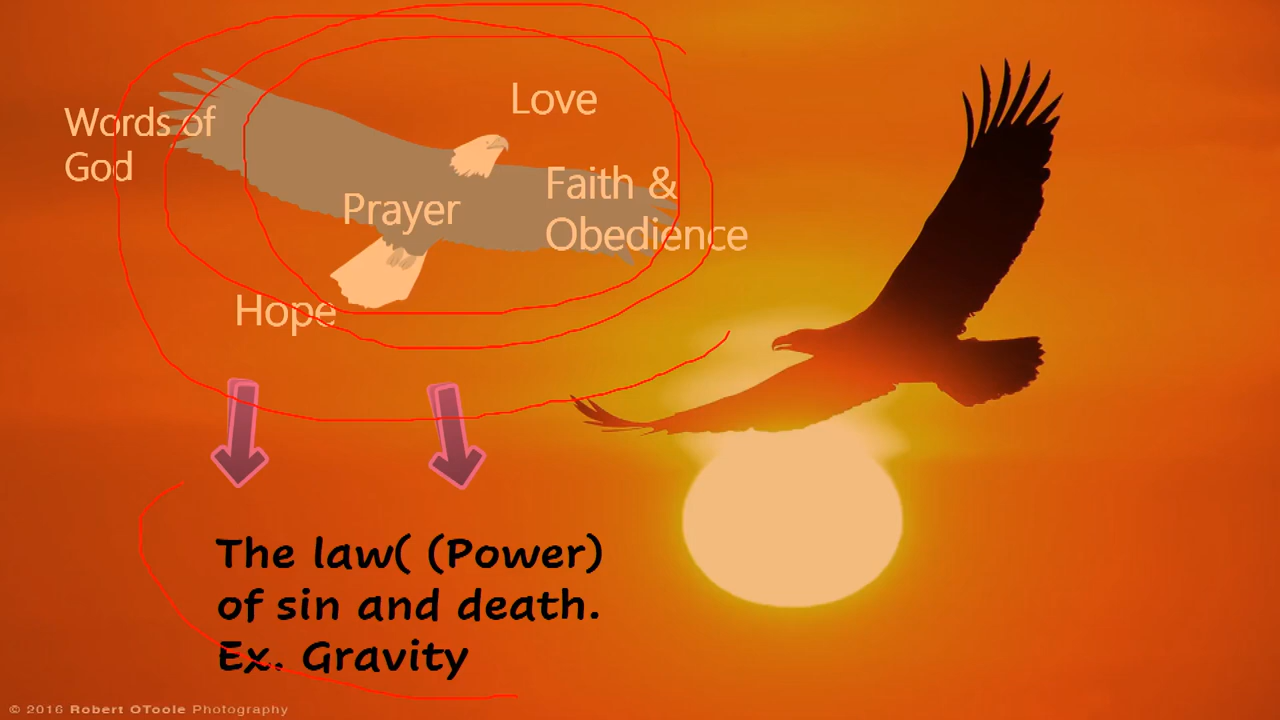 Love
Words of
God
Faith &
Obedience
Prayer
Hope
The law( (Power)
of sin and death.
Ex. Gravity
© 2016 Robert OToole Photography